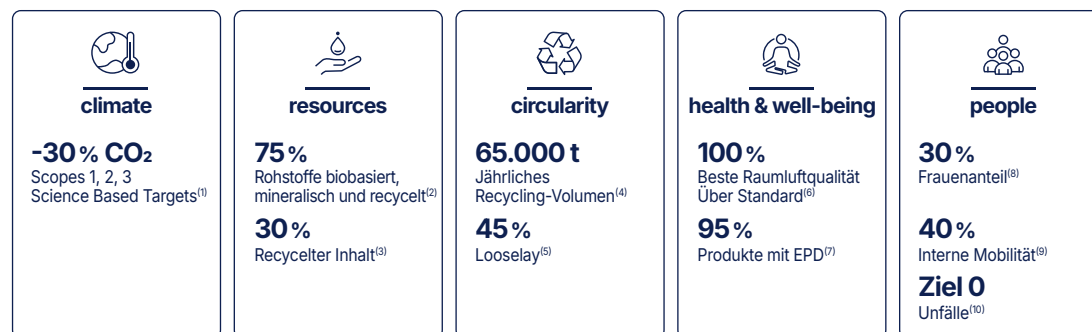 climate
-30 % CO₂
Scopes 1, 2, 3
Science Based Targets(1)
resources
75 %
Rohstoffe biobasiert,
mineralisch und recycelt(2)
30 %
Recycelter Inhalt(3)
circularity
65.000 t
Jährliches
Recycling-Volumen(4)
45 %
Looselay(5)
health & well-being
100 %
Beste Raumluftqualität
Über Standard(6)
95 %
Produkte mit EPD(7)
people
30 %
Frauenanteil(8)
40 %
Interne Mobilität(9)
Ziel 0
Unfälle(10)